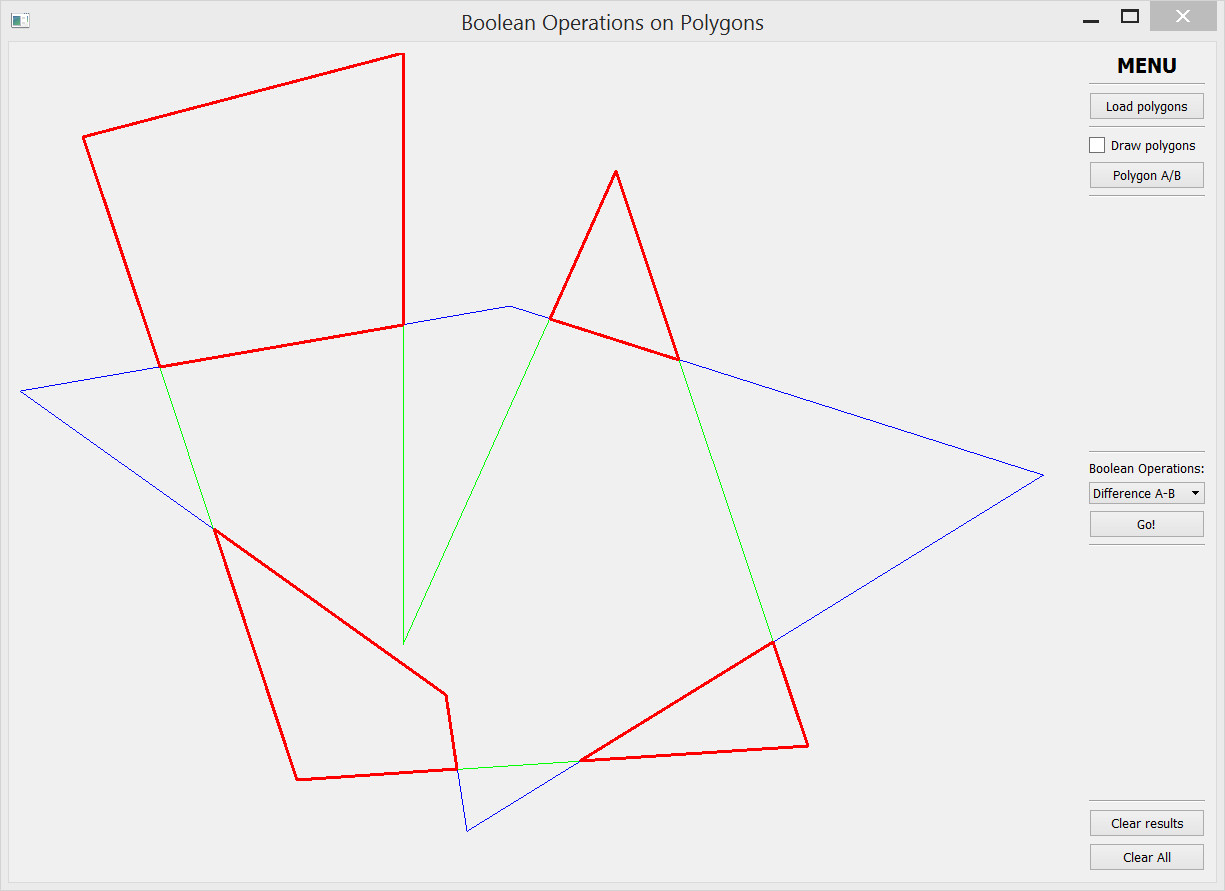 Boolean Operations on Polygons
MENU
Load polygons
Draw polygons
Polygon A/B
Boolean Operations:
Difference A-B
Go!
Clear results
Clear All